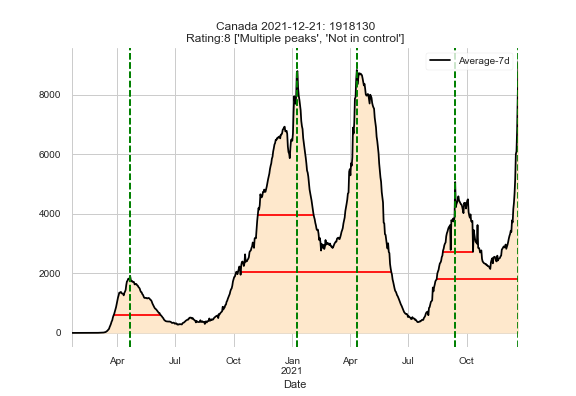 Canada 2021-12-21: 1918130
Rating:8 ['Multiple peaks', 'Not in control']
Average-7d
8000
6000
4000
2000
0
Apr
Jul
Oct
Jan
2021
Apr
Jul
Oct
Date